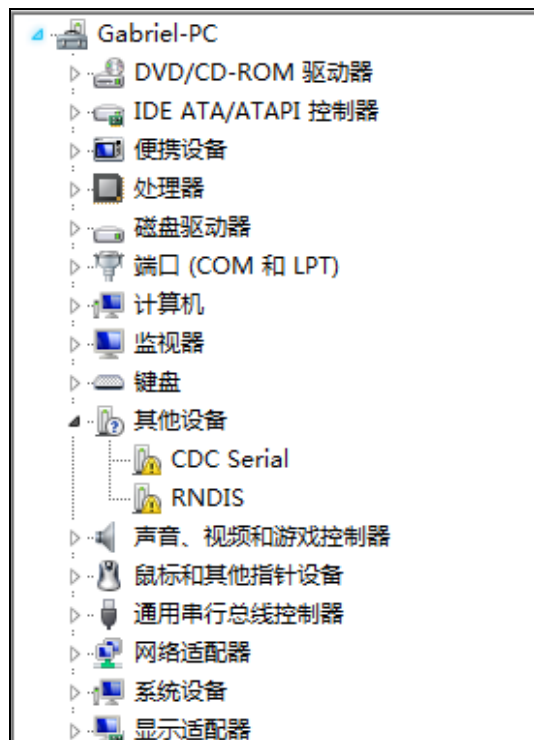 Gabriel-PC
DVD/CD-ROM 驱动器
IDE ATA/ATAPI 控制器
便携设备
处理器
磁盘驱动器
端口 (COM 和 LPT)
计算机
监视器
键盘
其他设备
CDC Serial
RNDIS
声音、视频和游戏控制器
鼠标和其他指针设备
通用串行总线控制器
网络适配器
系统设备
显示适配器